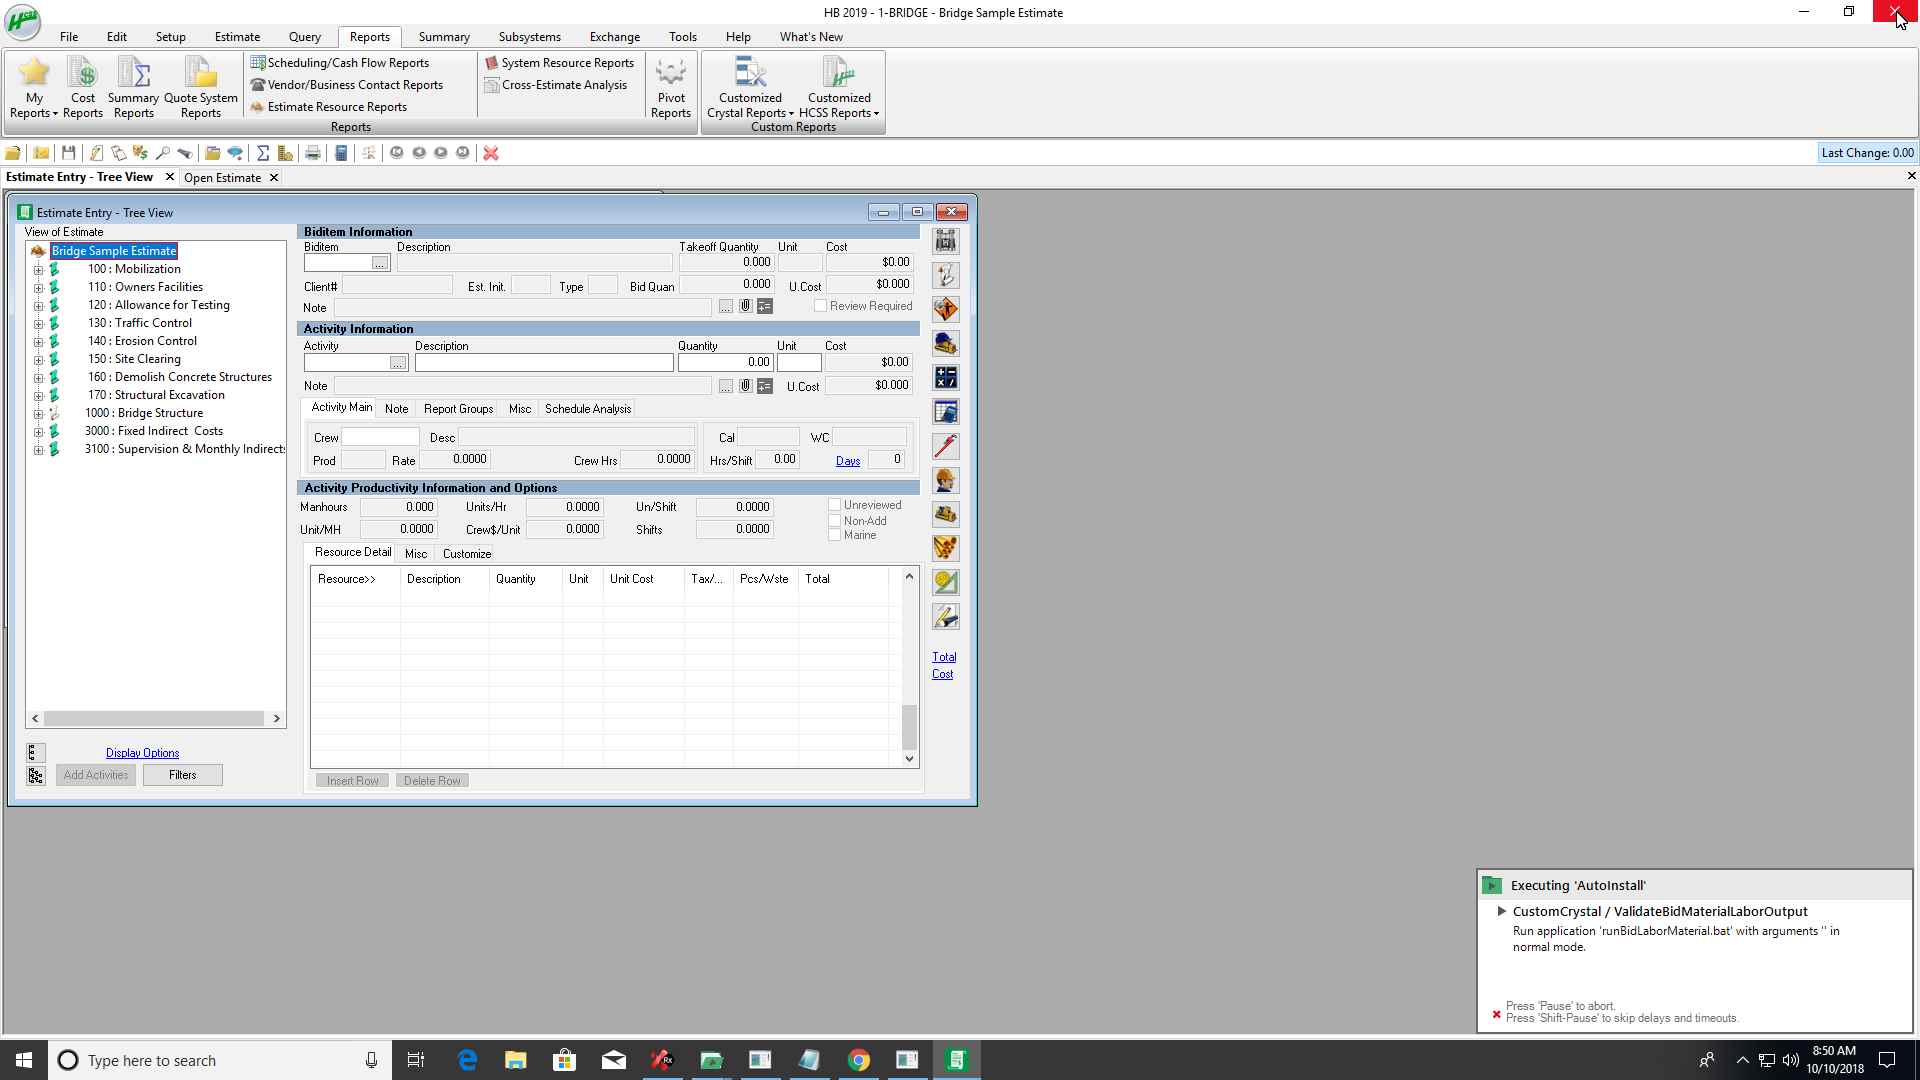 HB 2019 - 1-BRIDGE - Bridge Sample Estimate
File Edit Setup Estimate Query Reports Summary Subsystems Exchange Tools Help What's New
My Reports
Cost Reports
Summary Reports
Quote System Reports
Scheduling/Cash Flow Reports
Vendor/Business Contact Reports
Estimate Resource Reports
System Resource Reports
Cross-Estimate Analysis
Pivot Reports
Customized Crystal Reports
Customized HCSS Reports
Reports
Custom Reports
Last Change: 0.00
Estimate Entry - Tree View
Open Estimate
Estimate Entry - Tree View
View of Estimate
Bridge Sample Estimate
100 : Mobilization
110 : Owners Facilities
120 : Allowance for Testing
130 : Traffic Control
140 : Erosion Control
150 : Site Clearing
160 : Demolish Concrete Structures
170 : Structural Excavation
1000 : Bridge Structure
3000 : Fixed Indirect Costs
3100 : Supervision & Monthly Indirects
Display Options
Add Activities Filters
Biditem Information
Biditem Description Takeoff Quantity Unit Cost
... 0.000 $0.00
Client# Est. Init. Type Bid Quan 0.000 U.Cost $0.000
Note ... Review Required
Activity Information
Activity Description Quantity Unit Cost
... 0.00 $0.00
Note ... U.Cost $0.000
Activity Main Note Report Groups Misc Schedule Analysis
Crew Desc Cal WC
Prod Rate 0.0000 Crew Hrs 0.0000 Hrs/Shift 0.00 Days 0
Activity Productivity Information and Options
Manhours 0.000 Units/Hr 0.0000 Un/Shift 0.0000 Unreviewed
Non-Add
Unit/MH 0.0000 Crew$/Unit 0.0000 Shifts 0.0000 Marine
Resource Detail Misc Customize
Resource>> Description Quantity Unit Unit Cost Tax/... Pcs/Wste Total
Insert Row Delete Row
Total
Cost
Executing 'AutoInstall'
CustomCrystal / ValidateBidMaterialLaborOutput
Run application 'runBidLaborMaterial.bat' with arguments '' in
normal mode.
Press 'Pause' to abort.
Press 'Shift-Pause' to skip delays and timeouts.
Type here to search
8:50 AM
10/10/2018